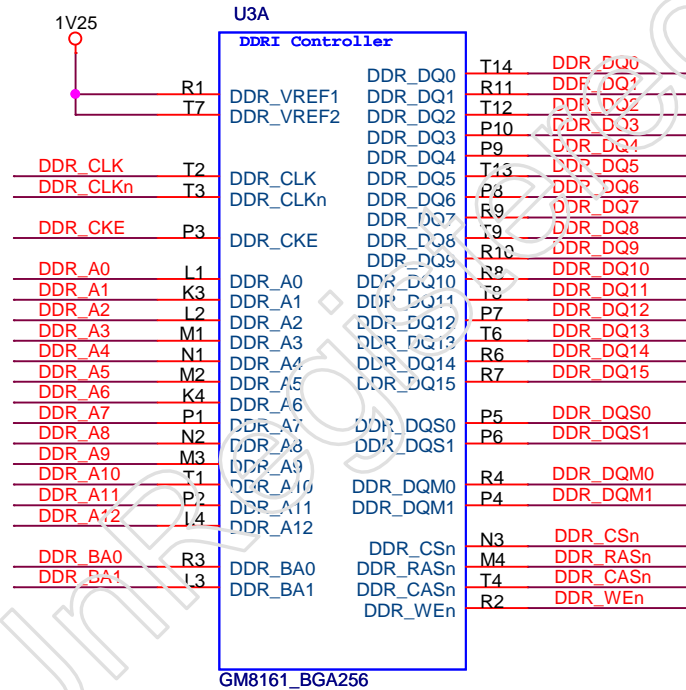 U3A
1V25
DDRI Controller
R1 DDR_VREF1
T7 DDR_VREF2
DDR_CLK T2 DDR_CLK
DDR_CLKn T3 DDR_CLKn
DDR_CKE P3 DDR_CKE
DDR_A0 L1 DDR_A0
DDR_A1 K3 DDR_A1
DDR_A2 L2 DDR_A2
DDR_A3 M1 DDR_A3
DDR_A4 N1 DDR_A4
DDR_A5 M2 DDR_A5
DDR_A6 K4 DDR_A6
DDR_A7 P1 DDR_A7
DDR_A8 N2 DDR_A8
DDR_A9 M3 DDR_A9
DDR_A10 T1 DDR_A10
DDR_A11 P2 DDR_A11
DDR_A12 L4 DDR_A12
DDR_BA0 R3 DDR_BA0
DDR_BA1 L3 DDR_BA1
DDR_DQ0 T14 DDR_DQ0
DDR_DQ1 R11 DDR_DQ1
DDR_DQ2 T12 DDR_DQ2
DDR_DQ3 P10 DDR_DQ3
DDR_DQ4 P9 DDR_DQ4
DDR_DQ5 T13 DDR_DQ5
DDR_DQ6 P8 DDR_DQ6
DDR_DQ7 R9 DDR_DQ7
DDR_DQ8 T9 DDR_DQ8
DDR_DQ9 R10 DDR_DQ9
DDR_DQ10 R8 DDR_DQ10
DDR_DQ11 T8 DDR_DQ11
DDR_DQ12 P7 DDR_DQ12
DDR_DQ13 T6 DDR_DQ13
DDR_DQ14 R6 DDR_DQ14
DDR_DQ15 R7 DDR_DQ15
DDR_DQS0 P5 DDR_DQS0
DDR_DQS1 P6 DDR_DQS1
DDR_DQM0 R4 DDR_DQM0
DDR_DQM1 P4 DDR_DQM1
DDR_CSn N3 DDR_CSn
DDR_RASn M4 DDR_RASn
DDR_CASn T4 DDR_CASn
DDR_WEn R2 DDR_WEn
GM8161_BGA256
UnRegistered